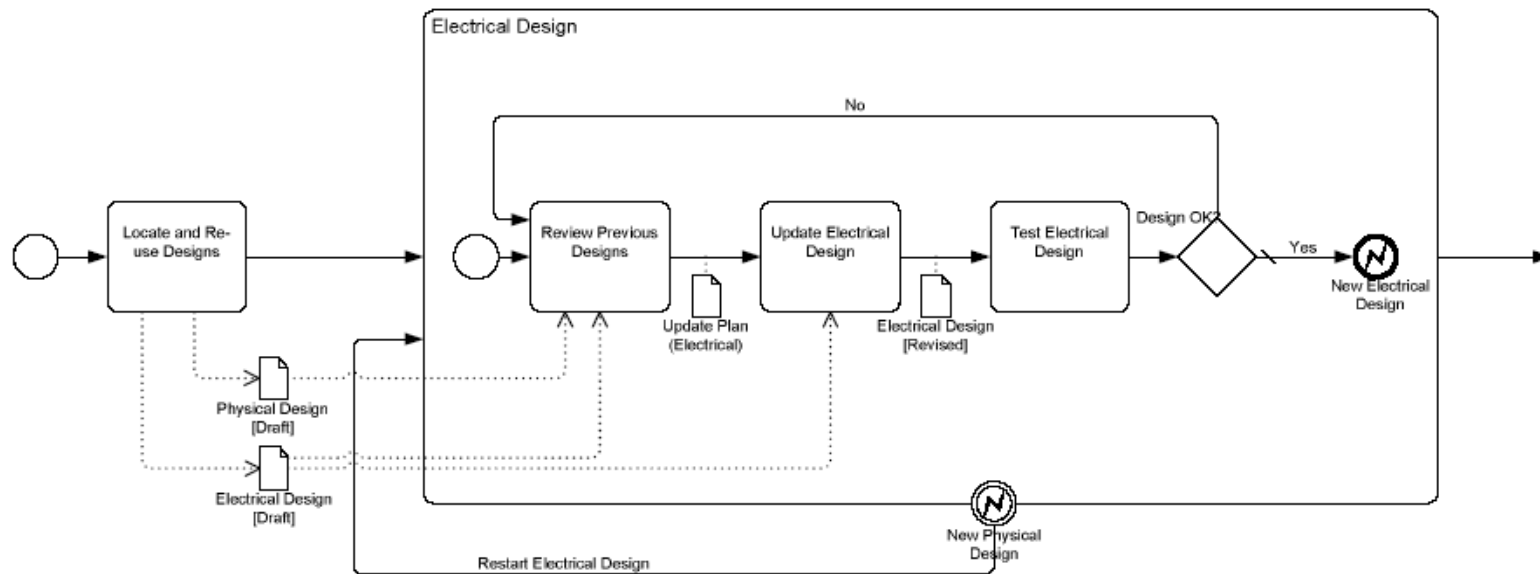 Electrical Design
No
Locate and Re-
use Designs
Review Previous
Designs
Update Electrical
Design
Test Electrical
Design
Design OK?
Yes
New Electrical
Design
Update Plan
(Electrical)
Electrical Design
[Revised]
Physical Design
[Draft]
Electrical Design
[Draft]
New Physical
Design
Restart Electrical Design